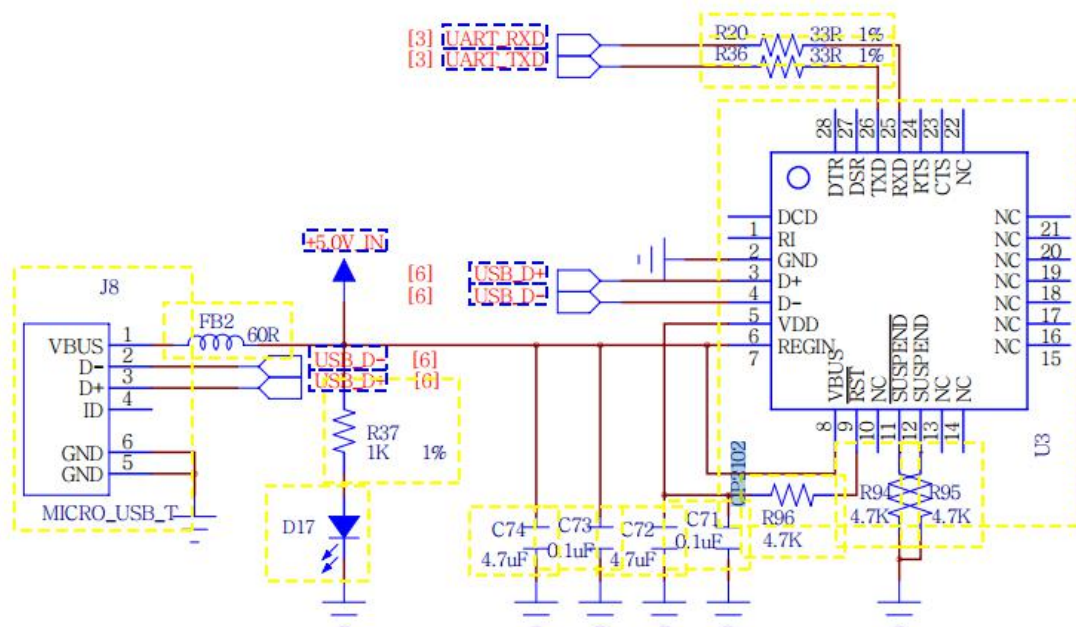 [3] UART_RXD
[3] UART_TXD
R20 33R 1%
R36 33R 1%
28 27 26 25 24 23 22
DTR DSR TXD RXD RTS CTS NC
+5.0V_IN
[6] USB_D+
[6] USB_D-
J8
FB2 60R
VBUS 1
D- 2
D+ 3
ID 4
GND 6
GND 5
MICRO_USB_T
USB_D- [6]
USB_D+ [6]
R37
1K 1%
D17
DCD
1 RI
2 GND
3 D+
4 D-
5 VDD
6 REGIN
7
NC
NC 21
NC 20
NC 19
NC 18
NC 17
NC 16
15
VBUS RST NC SUSPEND SUSPEND NC NC
8 9 10 11 12 13 14
U3
CP2102
C74
4.7uF
C73
0.1uF
C72
4.7uF
C71
0.1uF
R96
4.7K
R94
4.7K
R95
4.7K